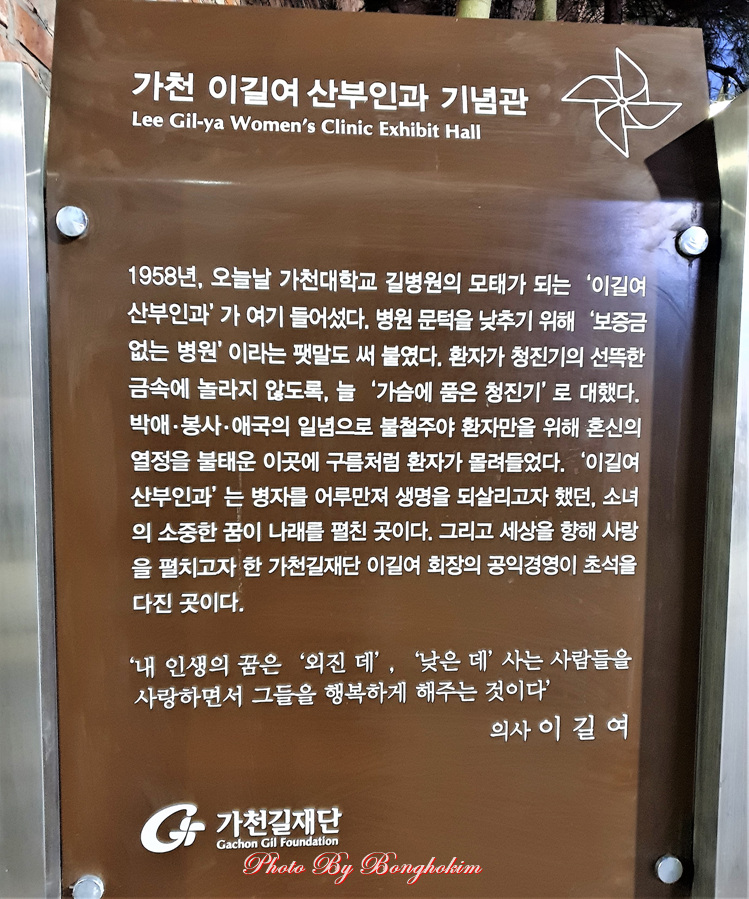 가천 이길여 산부인과 기념관
Lee Gil-ya Women's Clinic Exhibit Hall
1958년, 오늘날 가천대학교 길병원의 모태가 되는 '이길여
산부인과' 가 여기 들어섰다. 병원 문턱을 낮추기 위해 '보증금
없는 병원' 이라는 팻말도 써 붙였다. 환자가 청진기의 선뜩한
금속에 놀라지 않도록, 늘 '가슴에 품은 청진기' 로 대했다.
박애·봉사·애국의 일념으로 불철주야 환자만을 위해 혼신의
열정을 불태운 이곳에 구름처럼 환자가 몰려들었다. '이길여
산부인과' 는 병자를 어루만져 생명을 되살리고자 했던, 소녀
의 소중한 꿈이 나래를 펼친 곳이다. 그리고 세상을 향해 사랑
을 펼치고자 한 가천길재단 이길여 회장의 공익경영이 초석을
다진 곳이다.
'내 인생의 꿈은 '외진 데', '낮은 데' 사는 사람들을
사랑하면서 그들을 행복하게 해주는 것이다'
의사 이 길 여
가천길재단
Gachon Gil Foundation
Photo By Bonghokim